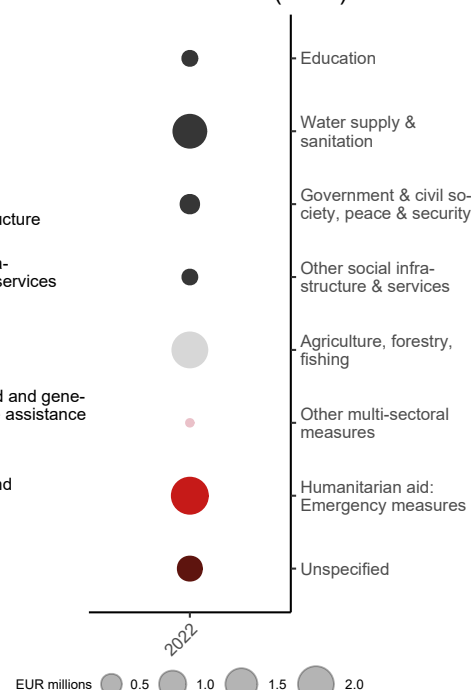 Education
Water supply &
sanitation
Government & civil so-
ciety, peace & security
ucture
a-
services
Other social infra-
structure & services
Agriculture, forestry,
fishing
d and gene-
assistance
Other multi-sectoral
measures
nd
Humanitarian aid:
Emergency measures
Unspecified
2022
EUR millions 0.5 1.0 1.5 2.0